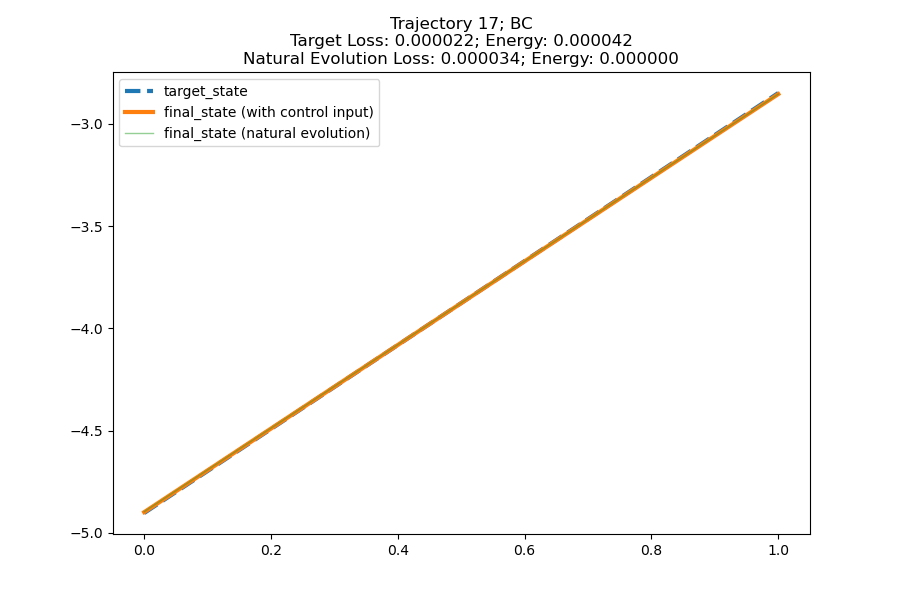 Trajectory 17; BC
Target Loss: 0.000022; Energy: 0.000042
Natural Evolution Loss: 0.000034; Energy: 0.000000
target_state
final_state (with control input)
final_state (natural evolution)
−3.0
−3.5
−4.0
−4.5
−5.0
0.0 0.2 0.4 0.6 0.8 1.0